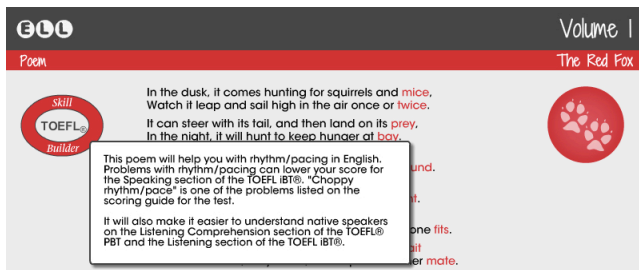 ELL
Volume 1
Poem
The Red Fox
Skill
TOEFL®
Builder
In the dusk, it comes hunting for squirrels and mice,
Watch it leap and sail high in the air once or twice.
It can steer with its tail, and then land on its prey,
In the night, it will hunt to keep hunger at bay.
This poem will help you with rhythm/pacing in English.
Problems with rhythm/pacing can lower your score for
the Speaking section of the TOEFL iBT®. "Choppy
rhythm/pace" is one of the problems listed on the
scoring guide for the test.
It will also make it easier to understand native speakers
on the Listening Comprehension section of the TOEFL®
PBT and the Listening section of the TOEFL iBT®.
fits.
mate.